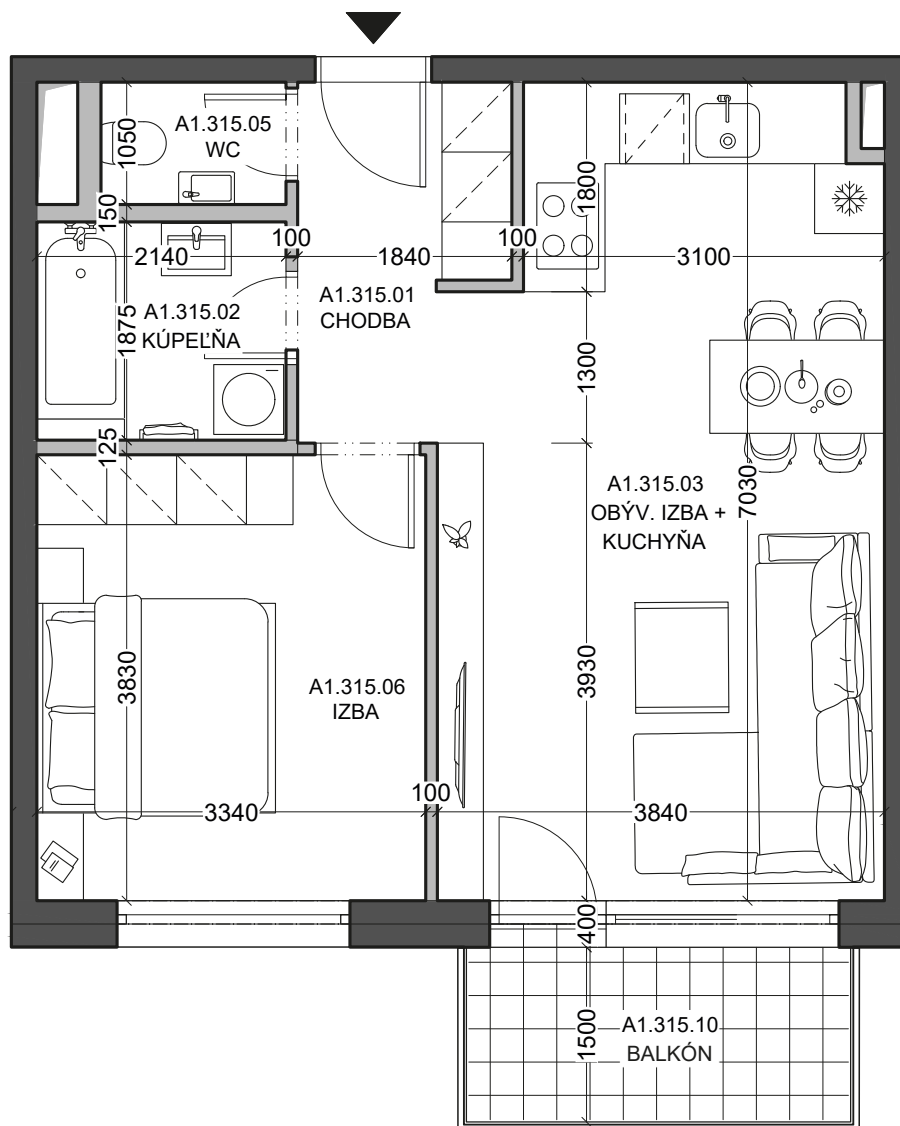 A1.315.05
WC
1050
150
1800
2140
100
1840
100
3100
A1.315.02
KÚPEĽŇA
1875
A1.315.01
CHODBA
1300
125
A1.315.03
OBÝV. IZBA +
KUCHYŇA
7030
3830
A1.315.06
IZBA
3930
3340
100
3840
400
1500
A1.315.10
BALKÓN